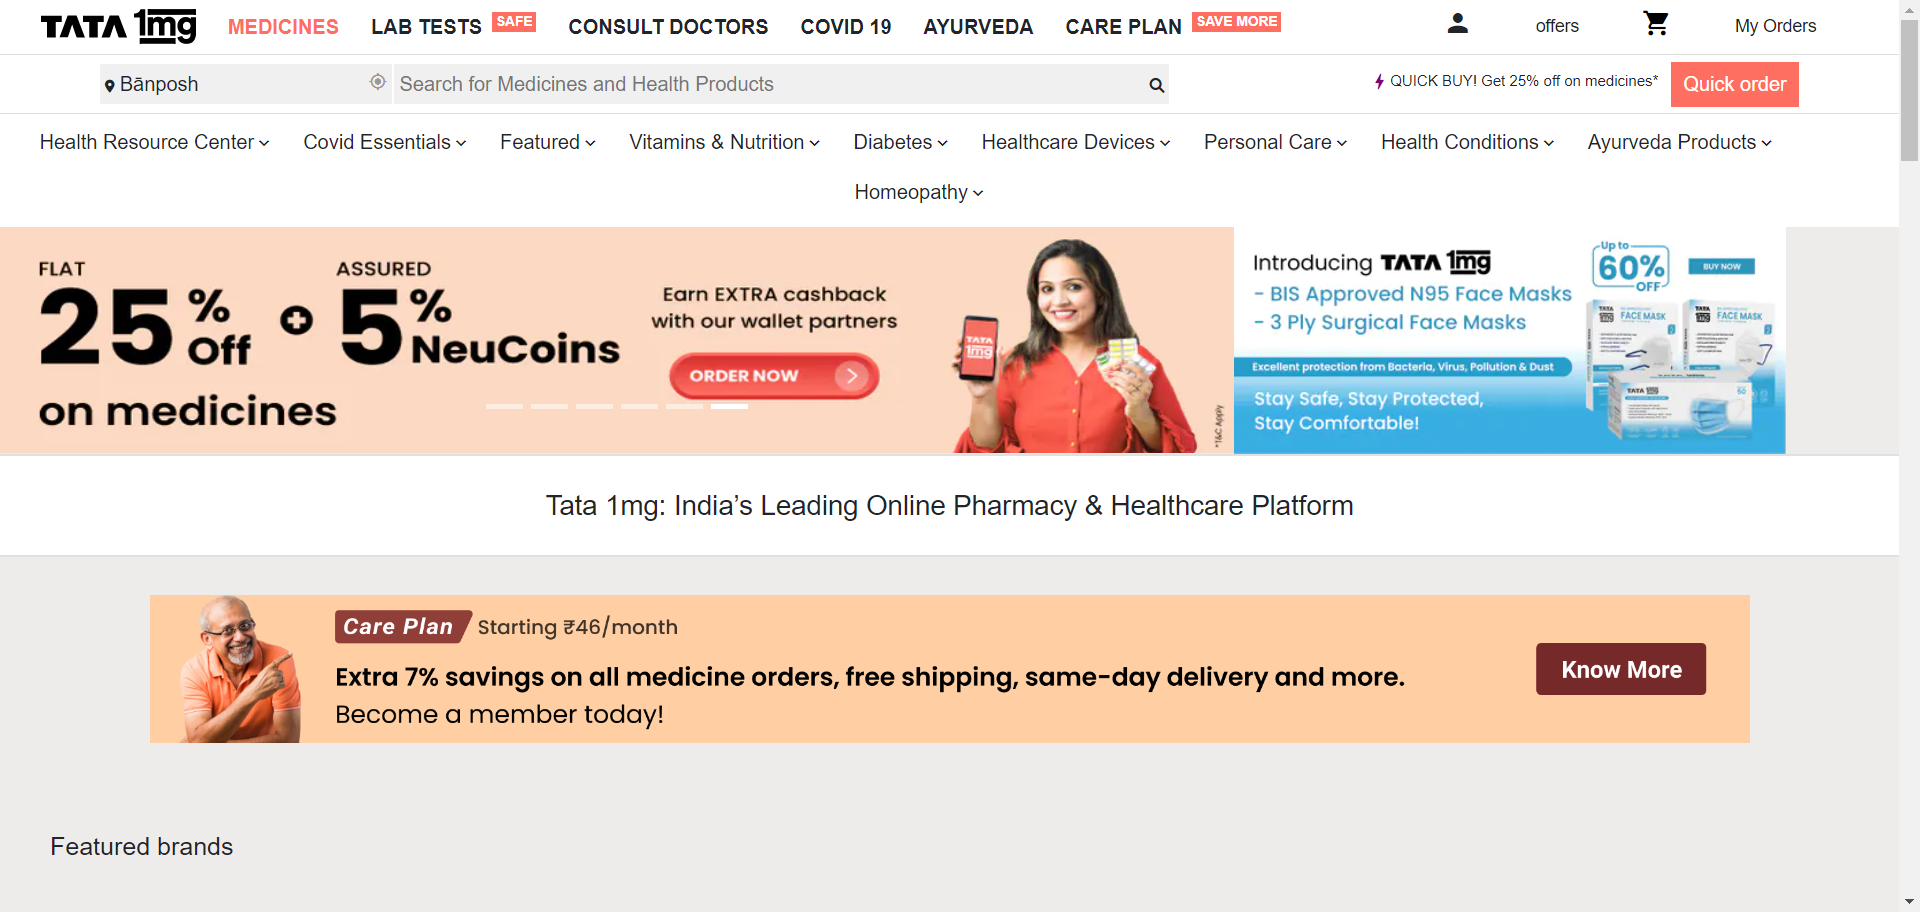 TATA 1mg MEDICINES LAB TESTS SAFE CONSULT DOCTORS COVID 19 AYURVEDA CARE PLAN SAVE MORE offers My Orders
Bānposh Search for Medicines and Health Products QUICK BUY! Get 25% off on medicines* Quick order
Health Resource Center Covid Essentials Featured Vitamins & Nutrition Diabetes Healthcare Devices Personal Care Health Conditions Ayurveda Products
Homeopathy
FLAT
25% Off
+
ASSURED
5% NeuCoins
on medicines
Earn EXTRA cashback
with our wallet partners
ORDER NOW
TATA
1mg
*T&C Apply
Introducing TATA 1mg
- BIS Approved N95 Face Masks
- 3 Ply Surgical Face Masks
Up to
60%
OFF
BUY NOW
TATA 1mg FACE MASK
TATA 1mg FACE MASK
Excellent protection from Bacteria, Virus, Pollution & Dust
Stay Safe, Stay Protected,
Stay Comfortable!
TATA 1mg
50
Tata 1mg: India’s Leading Online Pharmacy & Healthcare Platform
Care Plan Starting ₹46/month
Extra 7% savings on all medicine orders, free shipping, same-day delivery and more.
Become a member today!
Know More
Featured brands